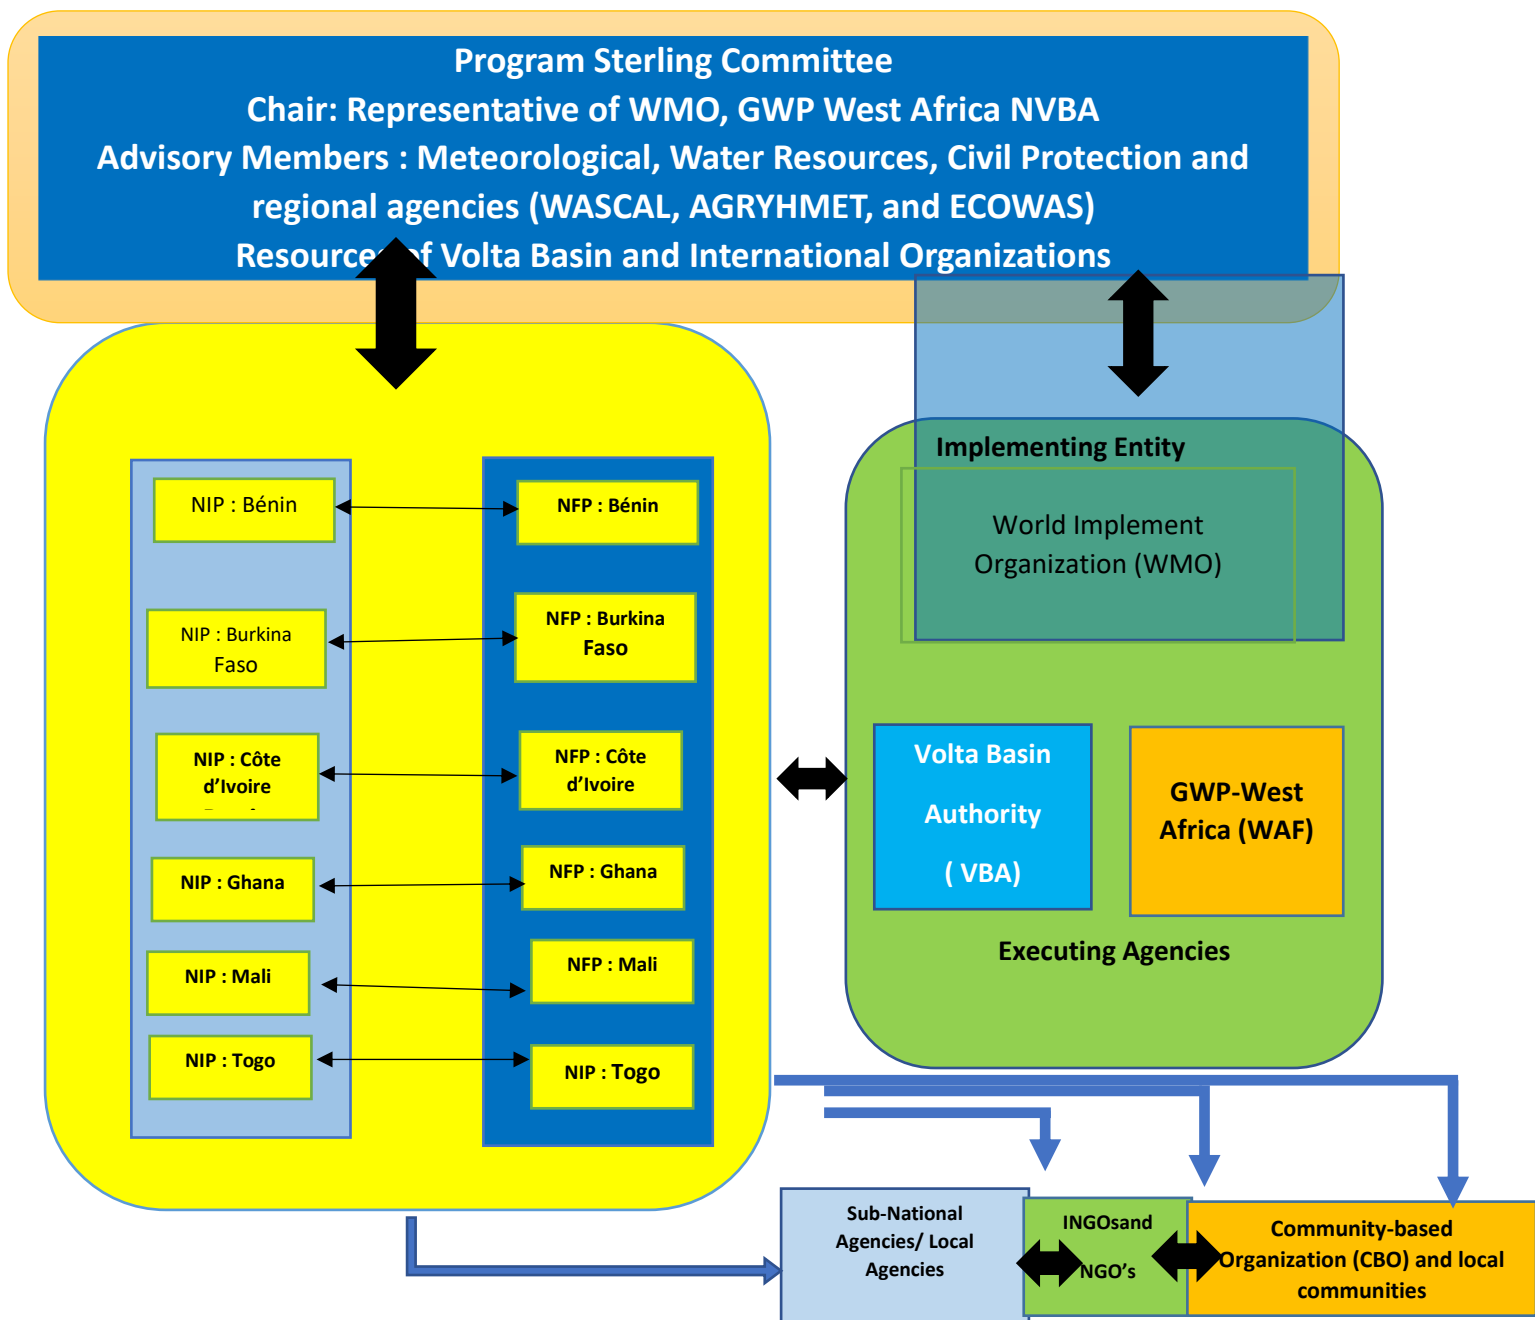 Program Sterling Committee
Chair: Representative of WMO, GWP West Africa NVBA
Advisory Members : Meteorological, Water Resources, Civil Protection and
regional agencies (WASCAL, AGRYHMET, and ECOWAS)
Resources of Volta Basin and International Organizations
NIP : Bénin
NFP : Bénin
NIP : Burkina
Faso
NFP : Burkina
Faso
NIP : Côte
d’Ivoire
NFP : Côte
d’Ivoire
NIP : Ghana
NFP : Ghana
NIP : Mali
NFP : Mali
NIP : Togo
NIP : Togo
Implementing Entity
World Implement
Organization (WMO)
Volta Basin
Authority
( VBA)
GWP-West
Africa (WAF)
Executing Agencies
Sub-National
Agencies/ Local
Agencies
INGOsand
NGO’s
Community-based
Organization (CBO) and local
communities